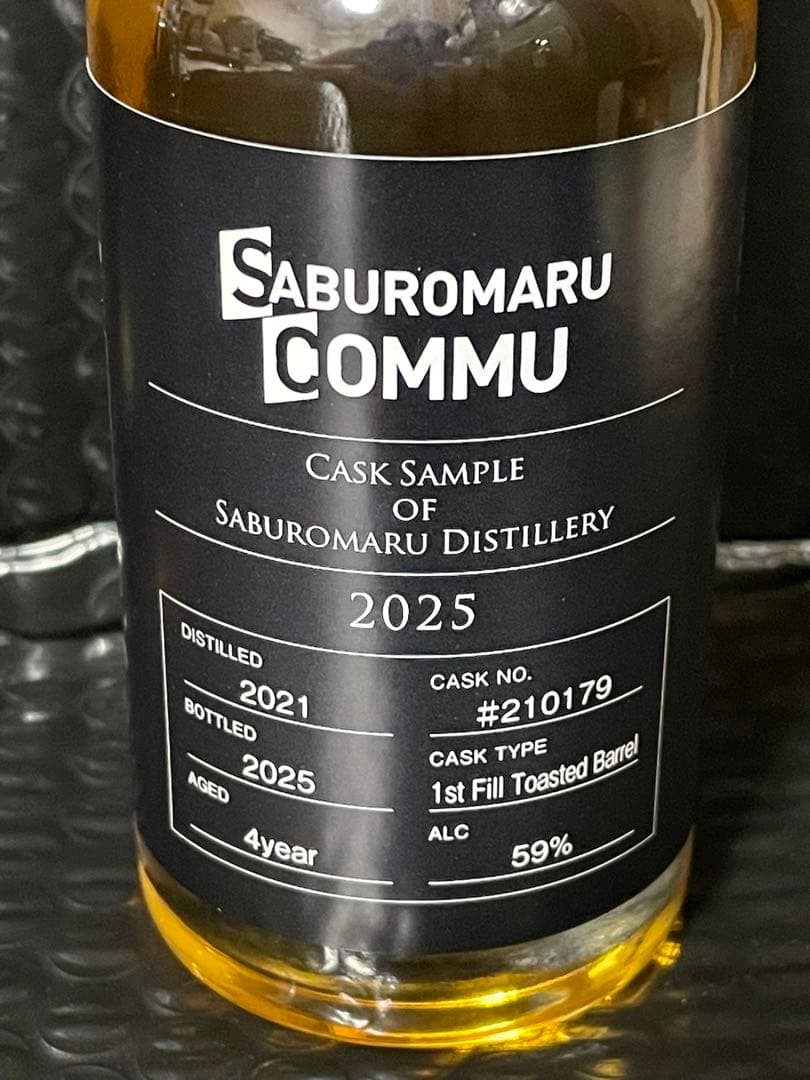 SABUROMARU
COMMU
CASK SAMPLE
OF
SABUROMARU DISTILLERY
2025
DISTILLED
2021
BOTTLED
2025
AGED
4year
CASK NO.
#210179
CASK TYPE
1st Fill Toasted Barrel
ALC
59%